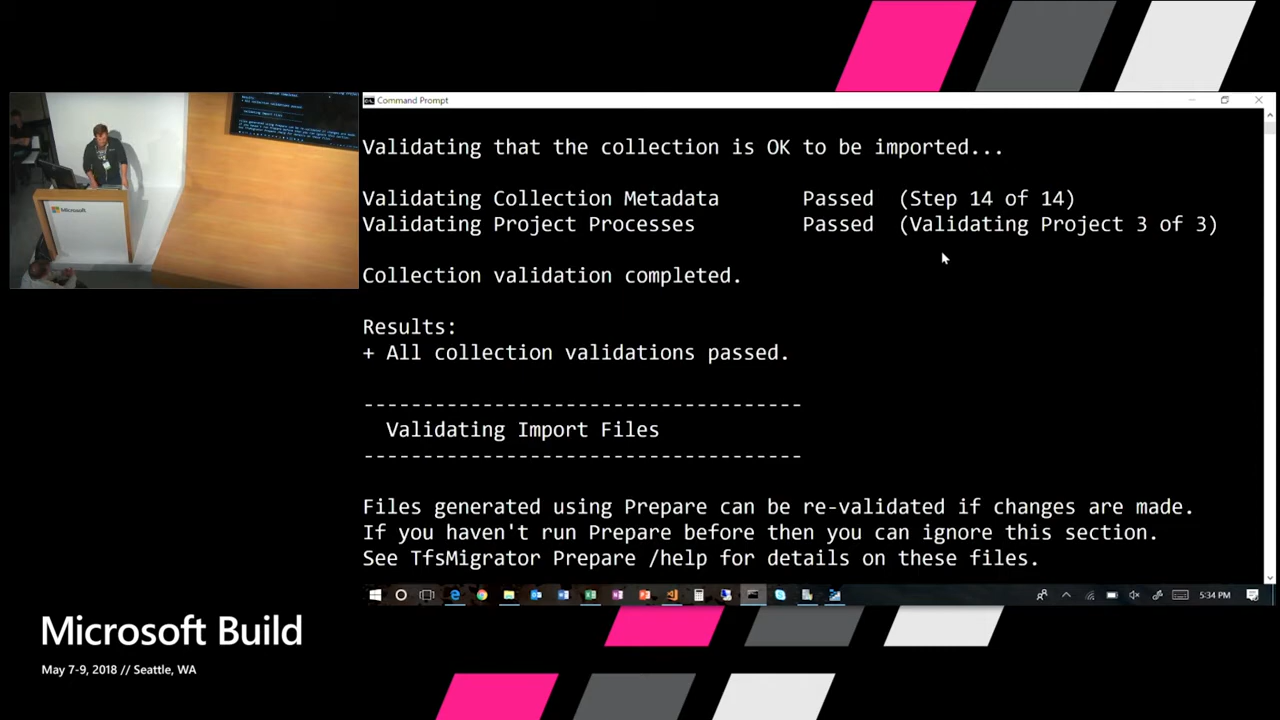 Command Prompt
Validating that the collection is OK to be imported...
Validating Collection Metadata Passed (Step 14 of 14)
Validating Project Processes Passed (Validating Project 3 of 3)
Collection validation completed.
Results:
+ All collection validations passed.
-------------------------------------
Validating Import Files
-------------------------------------
Files generated using Prepare can be re-validated if changes are made.
If you haven't run Prepare before then you can ignore this section.
See TfsMigrator Prepare /help for details on these files.
5:34 PM
Microsoft
Microsoft Build
May 7-9, 2018 // Seattle, WA